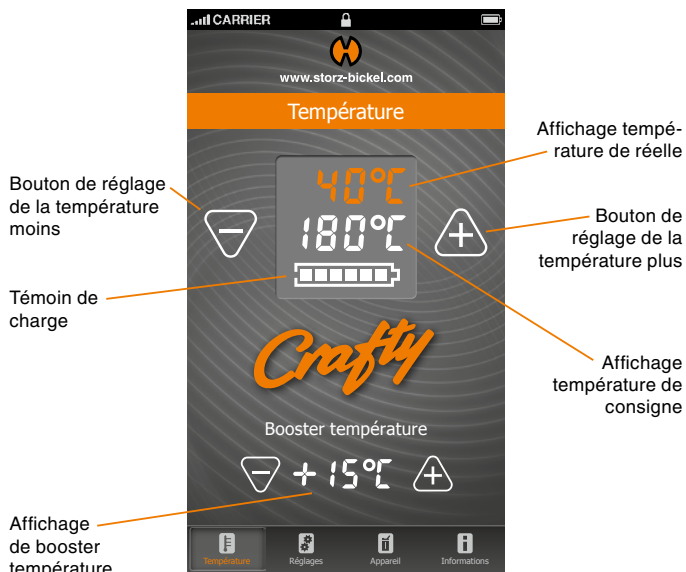 CARRIER
www.storz-bickel.com
Température
Affichage tempé-
rature de réelle
40°C
Bouton de réglage
de la température
moins
180°C
Bouton de
réglage de la
température plus
Témoin de
charge
Crafty
Affichage
température de
consigne
Booster température
+15°C
Affichage
de booster
température
Température
Réglages
Appareil
Informations